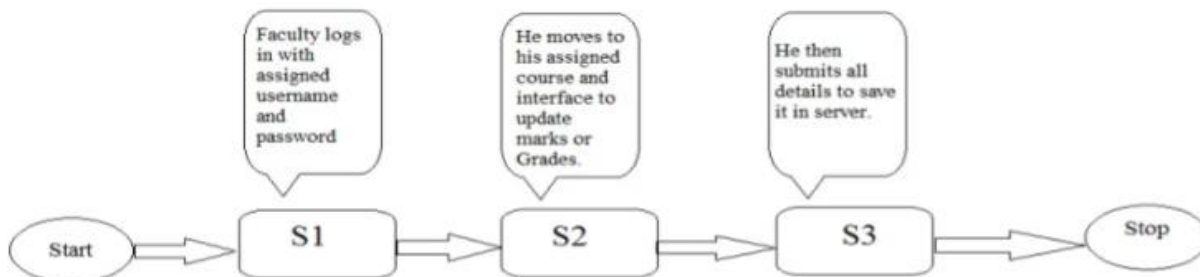 Faculty logs
in with
assigned
username
and
password
He moves to
his assigned
course and
interface to
update
marks or
Grades.
He then
submits all
details to save
it in server.
Start
S1
S2
S3
Stop